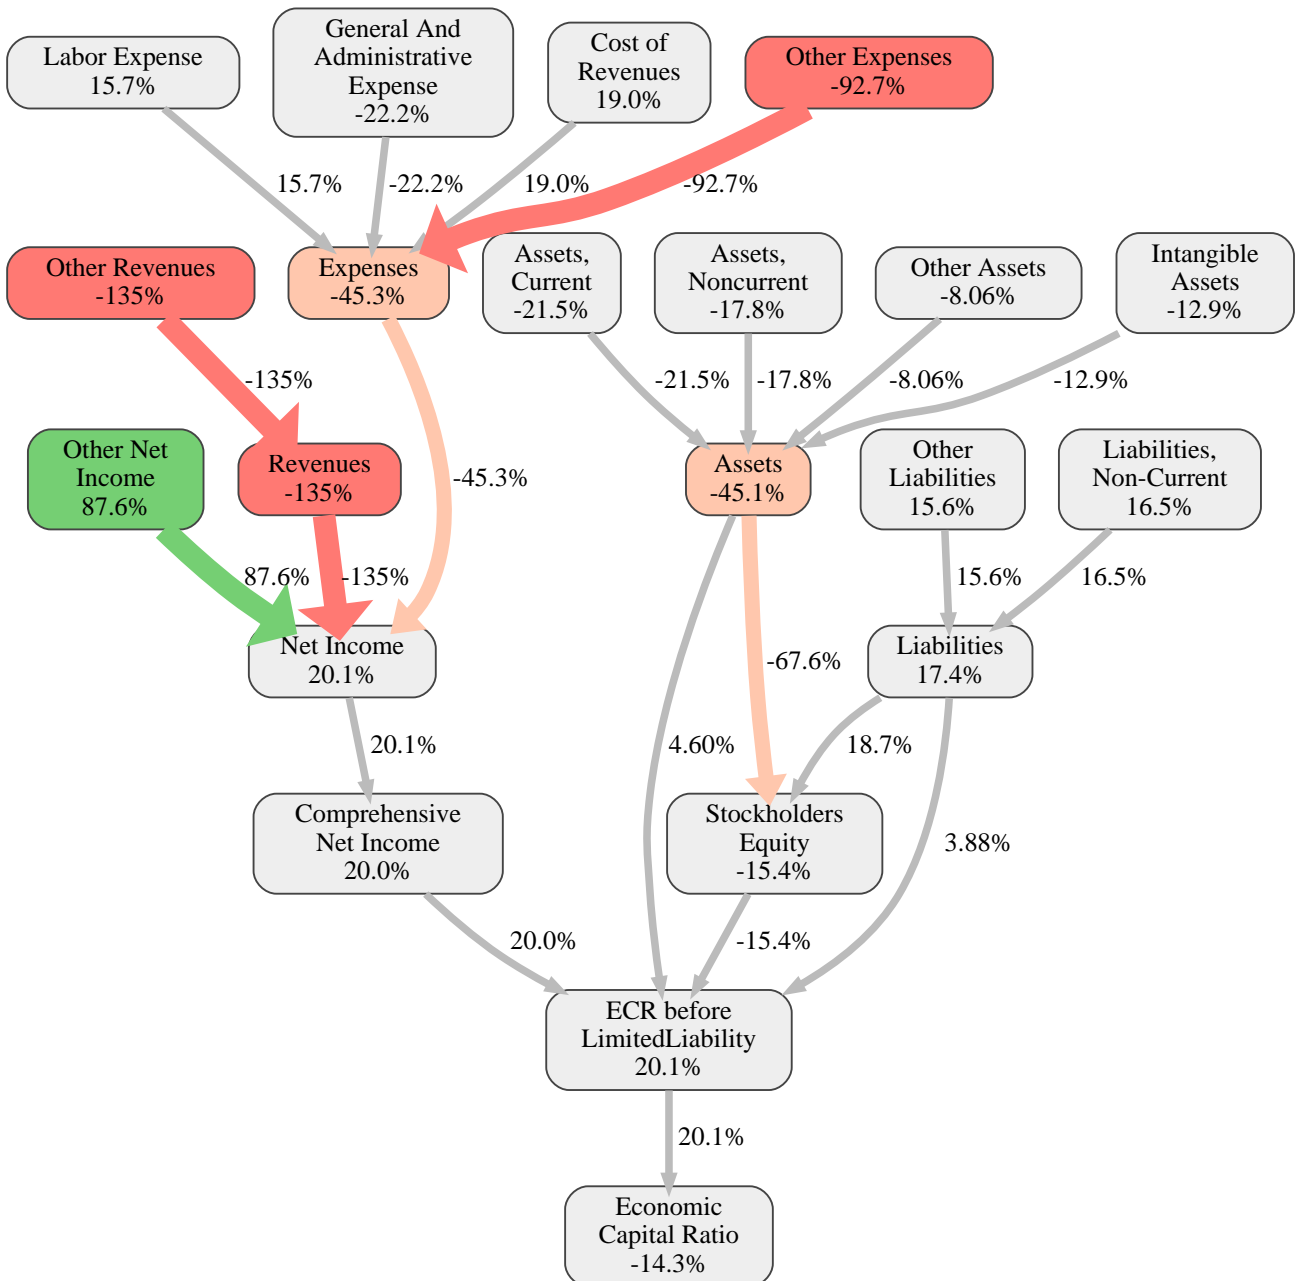 Labor Expense
15.7%
General And
Administrative
Expense
-22.2%
Cost of
Revenues
19.0%
Other Expenses
-92.7%
15.7%
-22.2%
19.0%
-92.7%
Other Revenues
-135%
Expenses
-45.3%
Assets,
Current
-21.5%
Assets,
Noncurrent
-17.8%
Other Assets
-8.06%
Intangible
Assets
-12.9%
-135%
-21.5%
-17.8%
-8.06%
-12.9%
Other Net
Income
87.6%
Revenues
-135%
-45.3%
Assets
-45.1%
Other
Liabilities
15.6%
Liabilities,
Non-Current
16.5%
87.6%
-135%
15.6%
16.5%
Net Income
20.1%
-67.6%
Liabilities
17.4%
20.1%
4.60%
18.7%
Comprehensive
Net Income
20.0%
Stockholders
Equity
-15.4%
3.88%
20.0%
-15.4%
ECR before
LimitedLiability
20.1%
20.1%
Economic
Capital Ratio
-14.3%